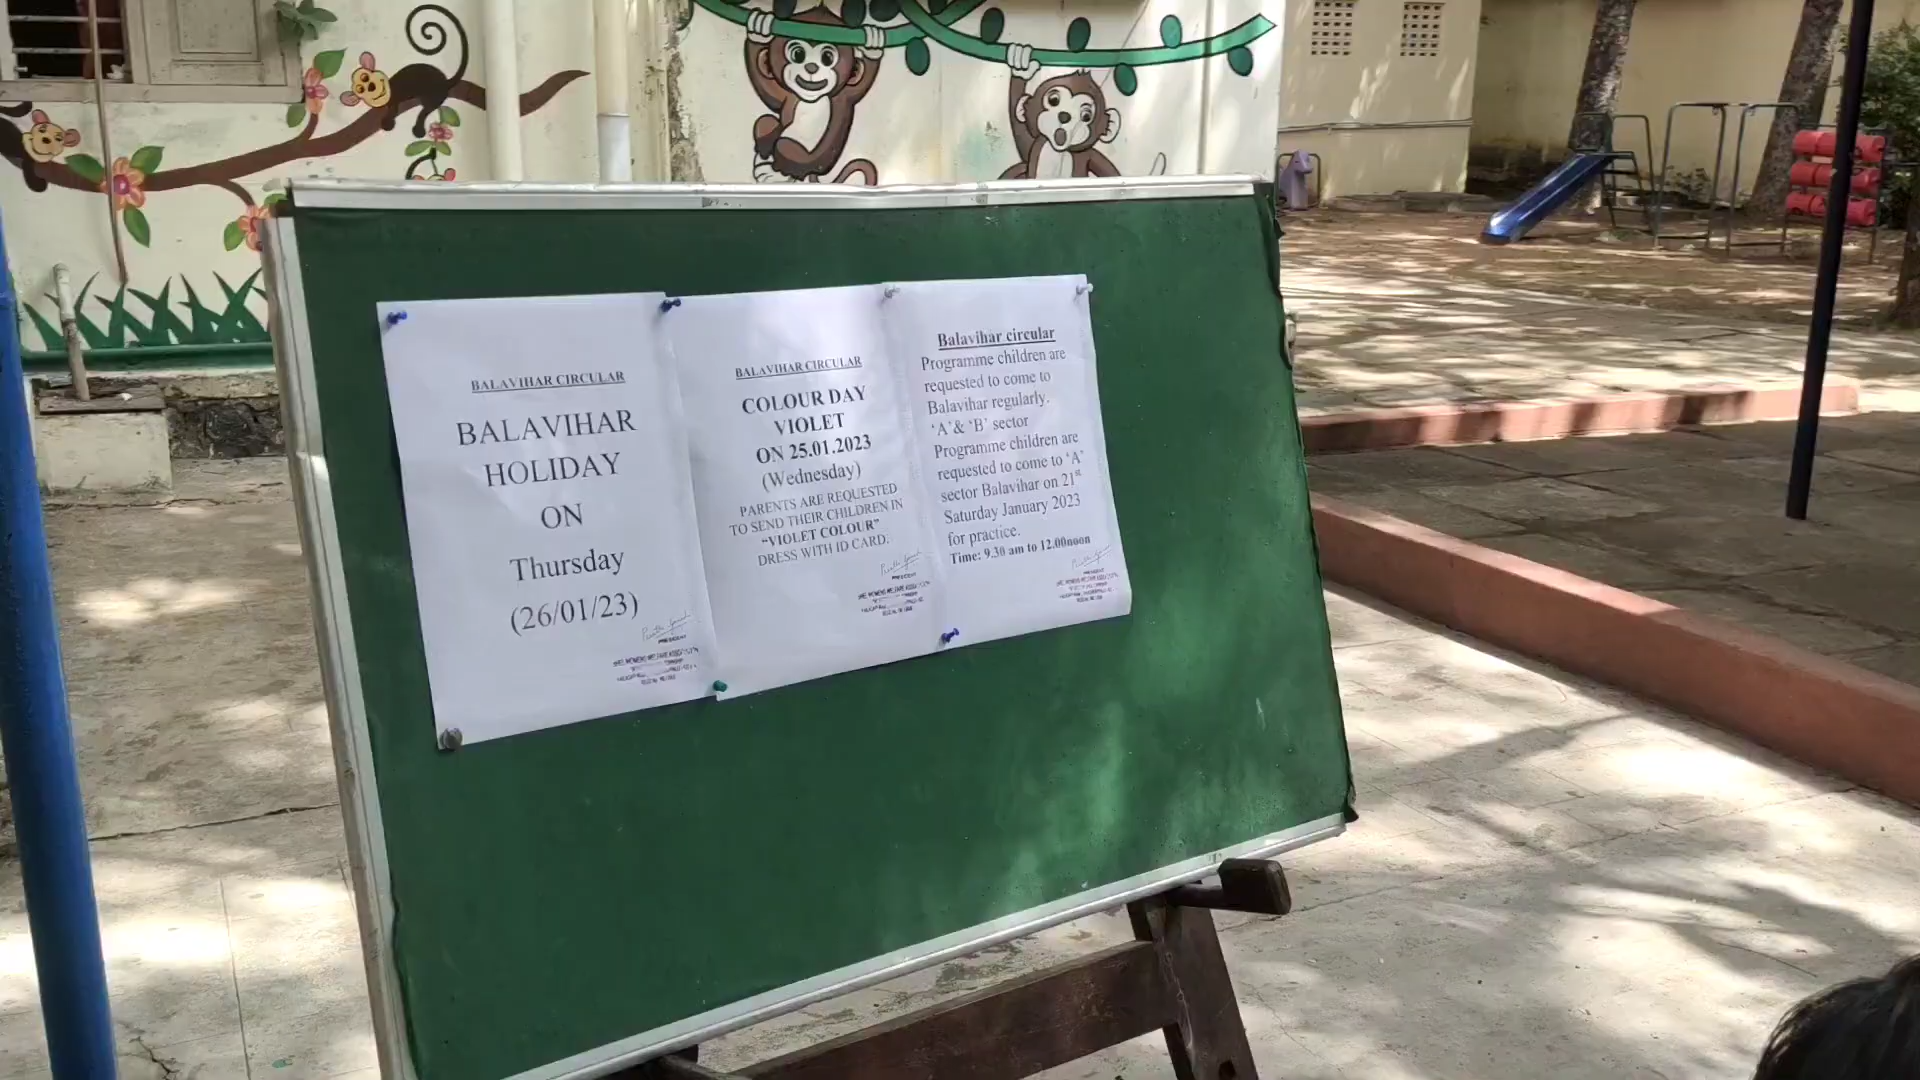 BALAVIHAR CIRCULAR
BALAVIHAR
HOLIDAY
ON
Thursday
(26/01/23)
PRESIDENT
BALAVIHAR CIRCULAR
COLOUR DAY
VIOLET
ON 25.01.2023
(Wednesday)
PARENTS ARE REQUESTED
TO SEND THEIR CHILDREN IN
“VIOLET COLOUR”
DRESS WITH ID CARD.
PRESIDENT
Balavihar circular
Programme children are
requested to come to
Balavihar regularly.
‘A’& ‘B’ sector
Programme children are
requested to come to ‘A’
sector Balavihar on 21st
Saturday January 2023
for practice.
Time: 9.30 am to 12.00noon